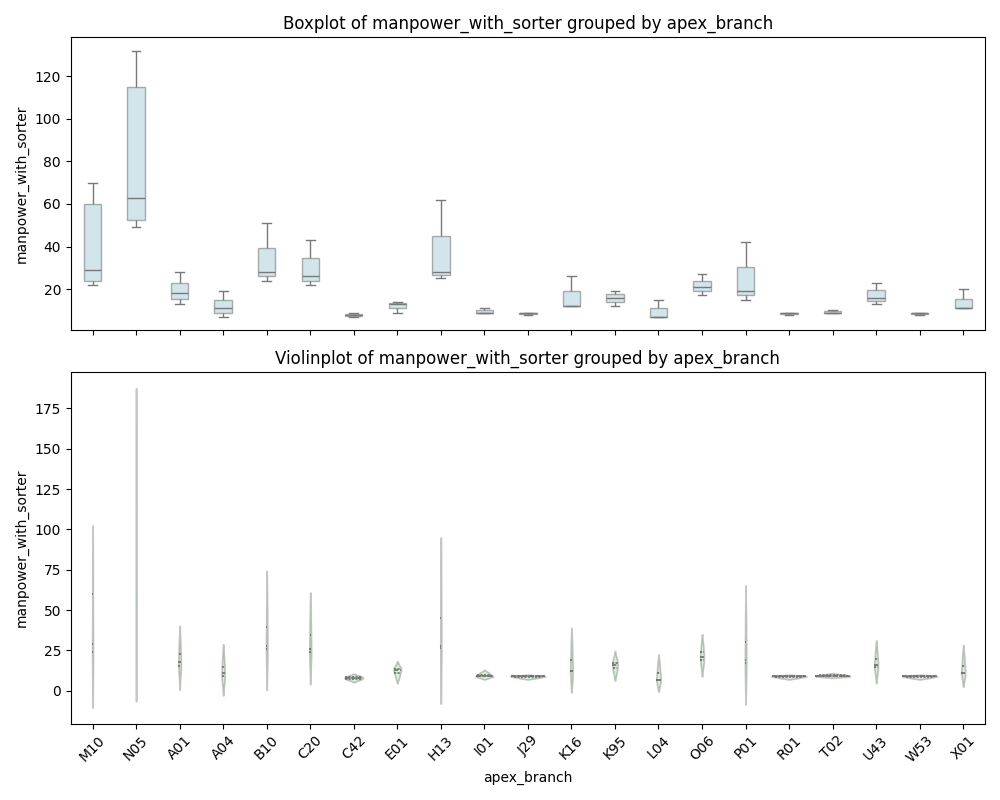 Boxplot of manpower_with_sorter grouped by apex_branch
manpower_with_sorter
120
100
80
60
40
20
Violinplot of manpower_with_sorter grouped by apex_branch
manpower_with_sorter
175
150
125
100
75
50
25
0
M10 N05 A01 A04 B10 C20 C42 E01 H13 I01 J29 K16 K95 L04 O06 P01 R01 T02 U43 W53 X01
apex_branch